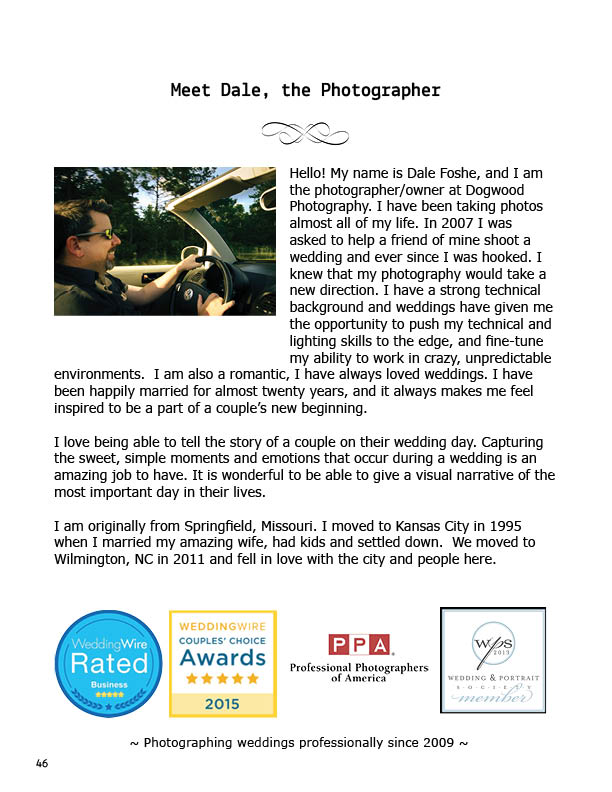 Meet Dale, the Photographer
Hello! My name is Dale Foshe, and I am
the photographer/owner at Dogwood
Photography. I have been taking photos
almost all of my life. In 2007 I was
asked to help a friend of mine shoot a
wedding and ever since I was hooked. I
knew that my photography would take a
new direction. I have a strong technical
background and weddings have given me
the opportunity to push my technical and
lighting skills to the edge, and fine-tune
my ability to work in crazy, unpredictable
environments.  I am also a romantic, I have always loved weddings. I have
been happily married for almost twenty years, and it always makes me feel
inspired to be a part of a couple's new beginning.
I love being able to tell the story of a couple on their wedding day. Capturing
the sweet, simple moments and emotions that occur during a wedding is an
amazing job to have. It is wonderful to be able to give a visual narrative of the
most important day in their lives.
I am originally from Springfield, Missouri. I moved to Kansas City in 1995
when I married my amazing wife, had kids and settled down.  We moved to
Wilmington, NC in 2011 and fell in love with the city and people here.
WeddingWire
Rated
Business
WEDDINGWIRE
COUPLES' CHOICE
Awards
2015
PPA
Professional Photographers
of America
WPS
2013
WEDDING & PORTRAIT
SOCIETY
member
~ Photographing weddings professionally since 2009 ~
46